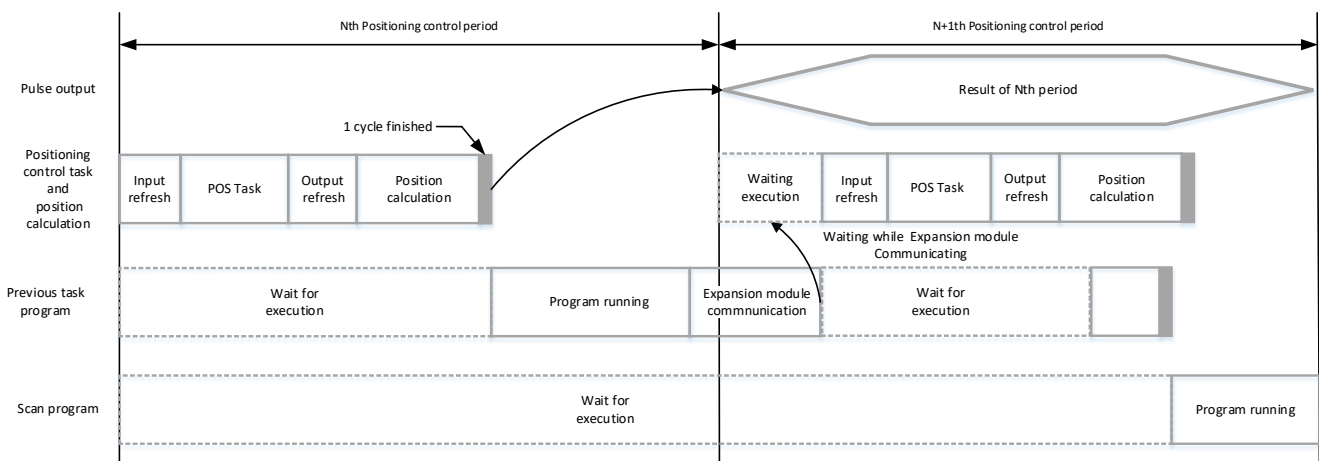 Nth Positioning control period
N+1th Positioning control period
Pulse output
Result of Nth period
1 cycle finished
Positioning
control task
and
position
calculation
Input
refresh
POS Task
Output
refresh
Position
calculation
Waiting
execution
Input
refresh
POS Task
Output
refresh
Position
calculation
Waiting while Expansion module
Communicating
Previous task
program
Wait for
execution
Program running
Expansion module
commnunication
Wait for
execution
Scan program
Wait for
execution
Program running